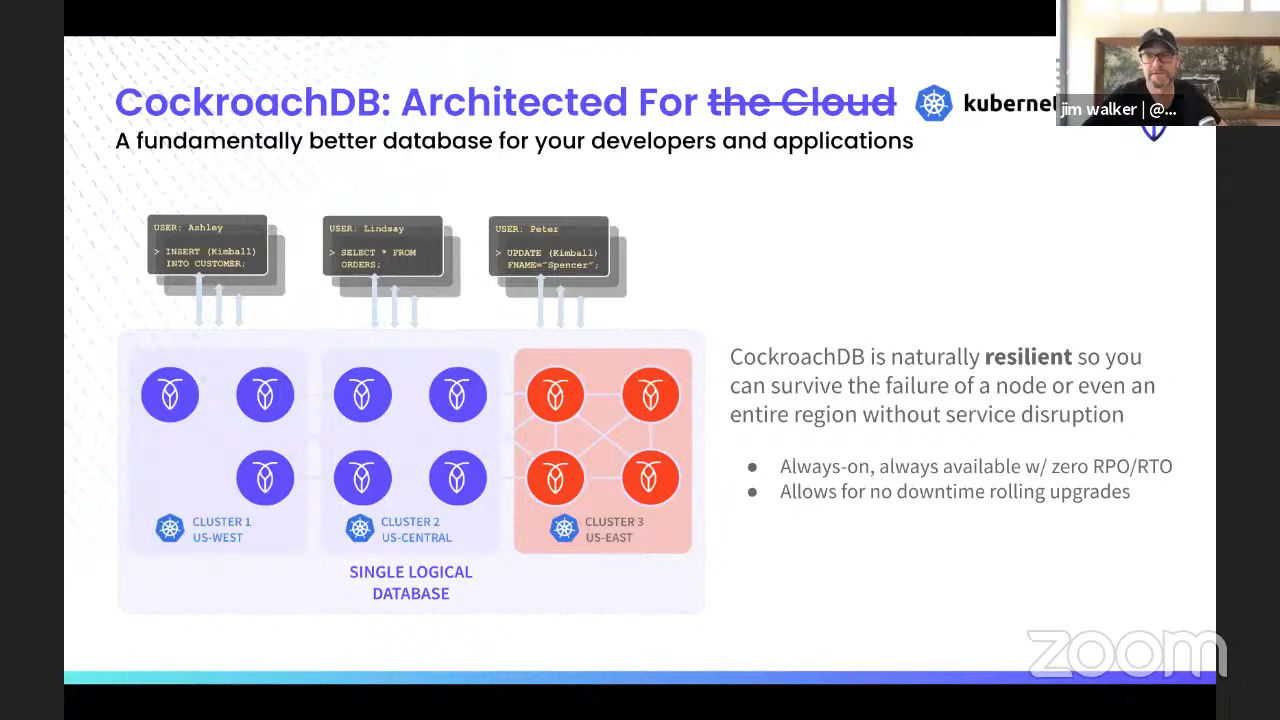 CockroachDB: Architected For the Cloud kubernet
jim walker | @...
A fundamentally better database for your developers and applications
USER: Ashley
> INSERT (Kimball)
INTO CUSTOMER;
USER: Lindsay
> SELECT * FROM
ORDERS;
USER: Peter
> UPDATE (Kimball)
FNAME="Spencer";
CockroachDB is naturally resilient so you
can survive the failure of a node or even an
entire region without service disruption
● Always-on, always available w/ zero RPO/RTO
● Allows for no downtime rolling upgrades
CLUSTER 1
US-WEST
CLUSTER 2
US-CENTRAL
CLUSTER 3
US-EAST
SINGLE LOGICAL
DATABASE
zoom